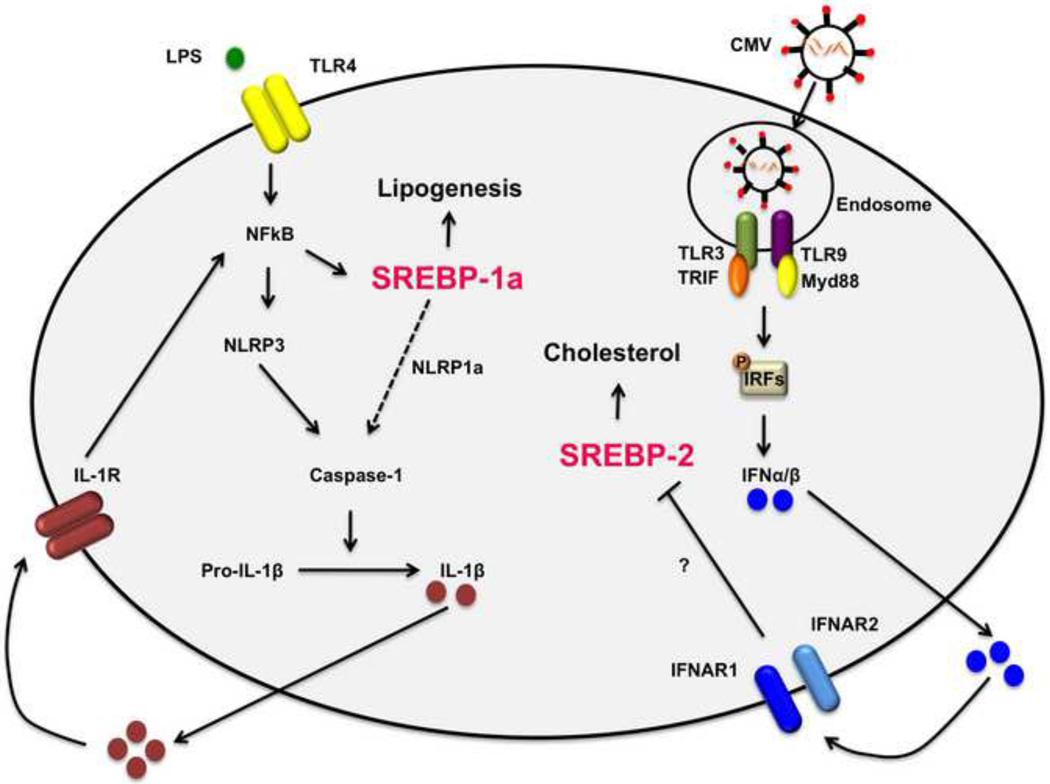 LPS
TLR4
CMV
Lipogenesis
Endosome
NFkB
TLR3
TLR9
SREBP-1a
TRIF
Myd88
NLRP3
NLRP1a
Cholesterol
P
IRFs
SREBP-2
IL-1R
Caspase-1
IFNα/β
Pro-IL-1β
IL-1β
?
IFNAR2
IFNAR1